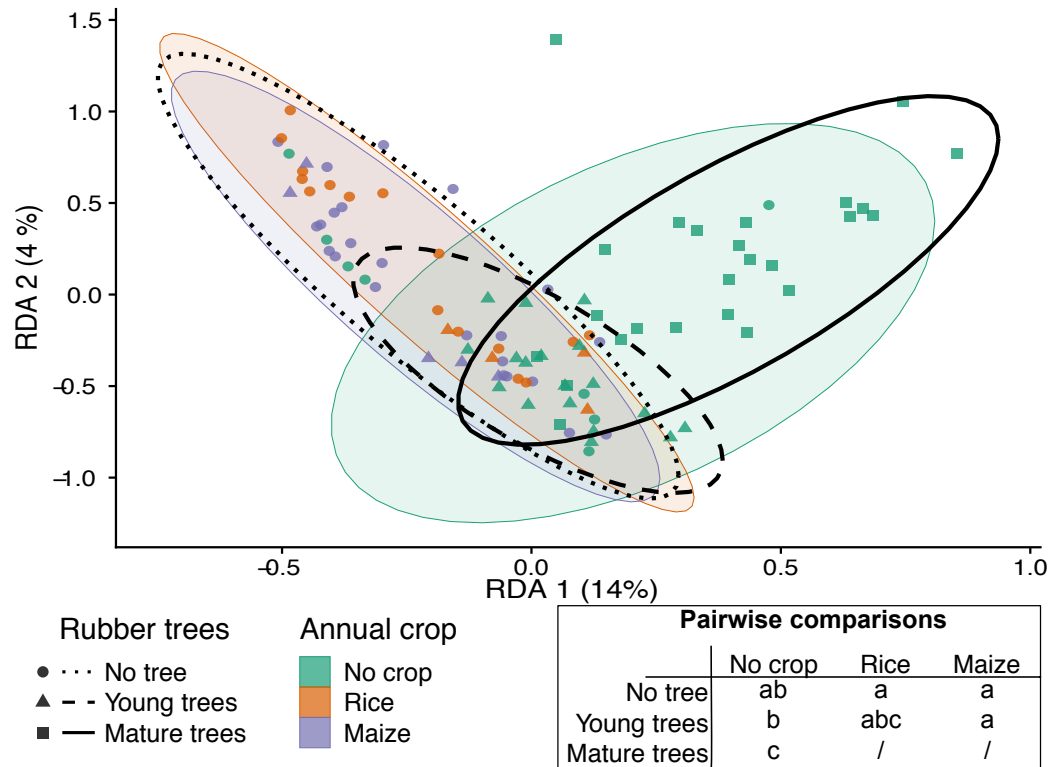 1.5
1.0
0.5
0.0
−0.5
−1.0
RDA 2 (4 %)
−0.5 0.0 0.5 1.0
RDA 1 (14%)
Rubber trees
No tree
Young trees
Mature trees
Annual crop
No crop
Rice
Maize
Pairwise comparisons
No crop Rice Maize
No tree ab a a
Young trees b abc a
Mature trees c / /